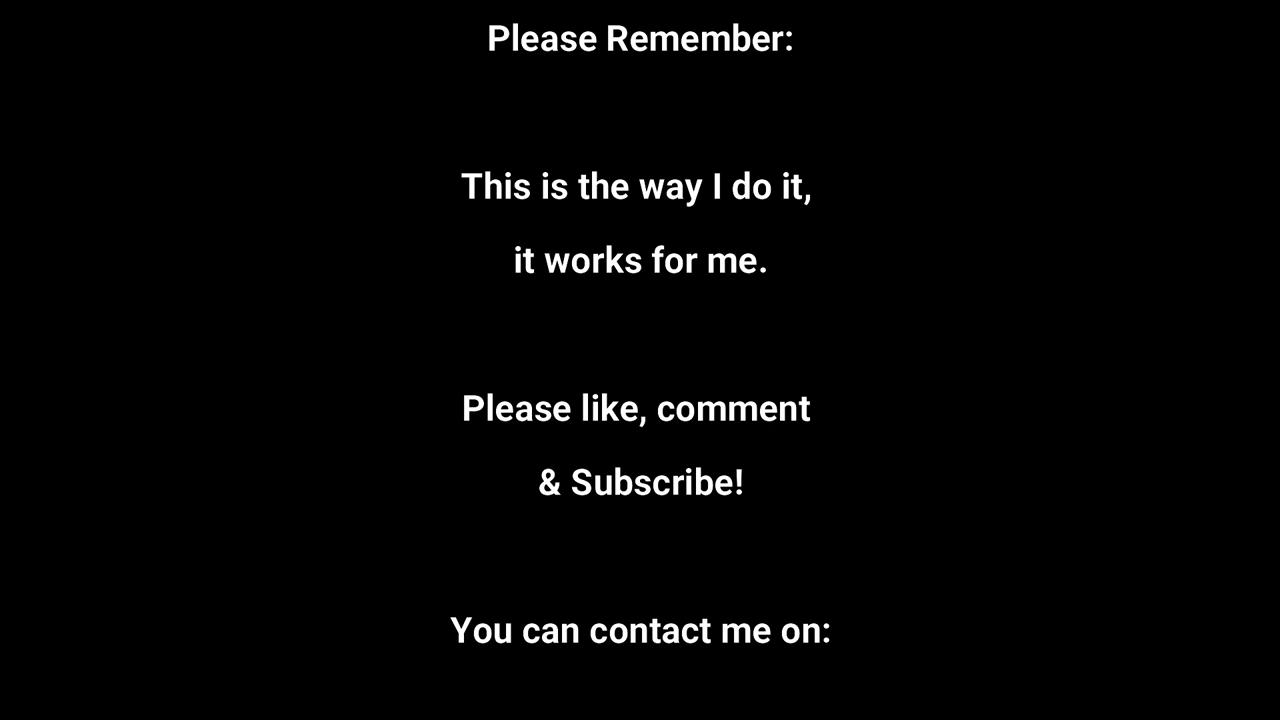 Please Remember:
This is the way I do it,
it works for me.
Please like, comment
& Subscribe!
You can contact me on: